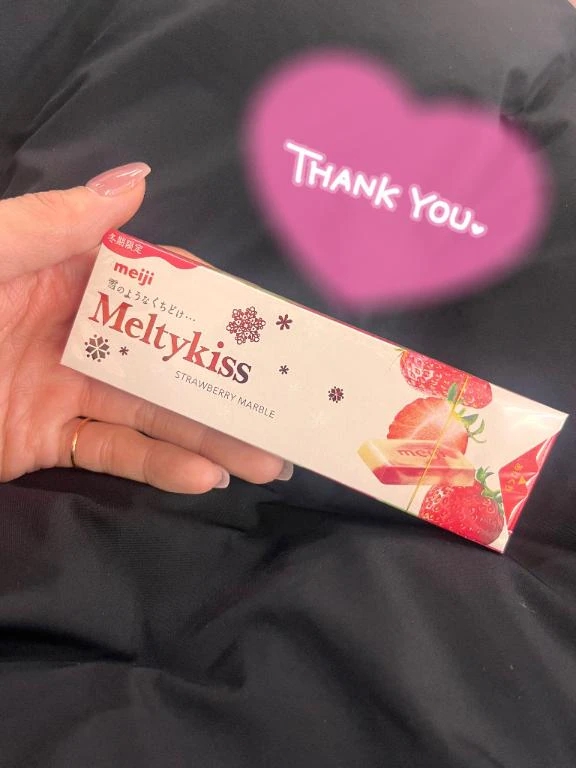 THANK YOU
冬期限定
meiji
雪のようなくちどけ…
Meltykiss
STRAWBERRY MARBLE
meiji